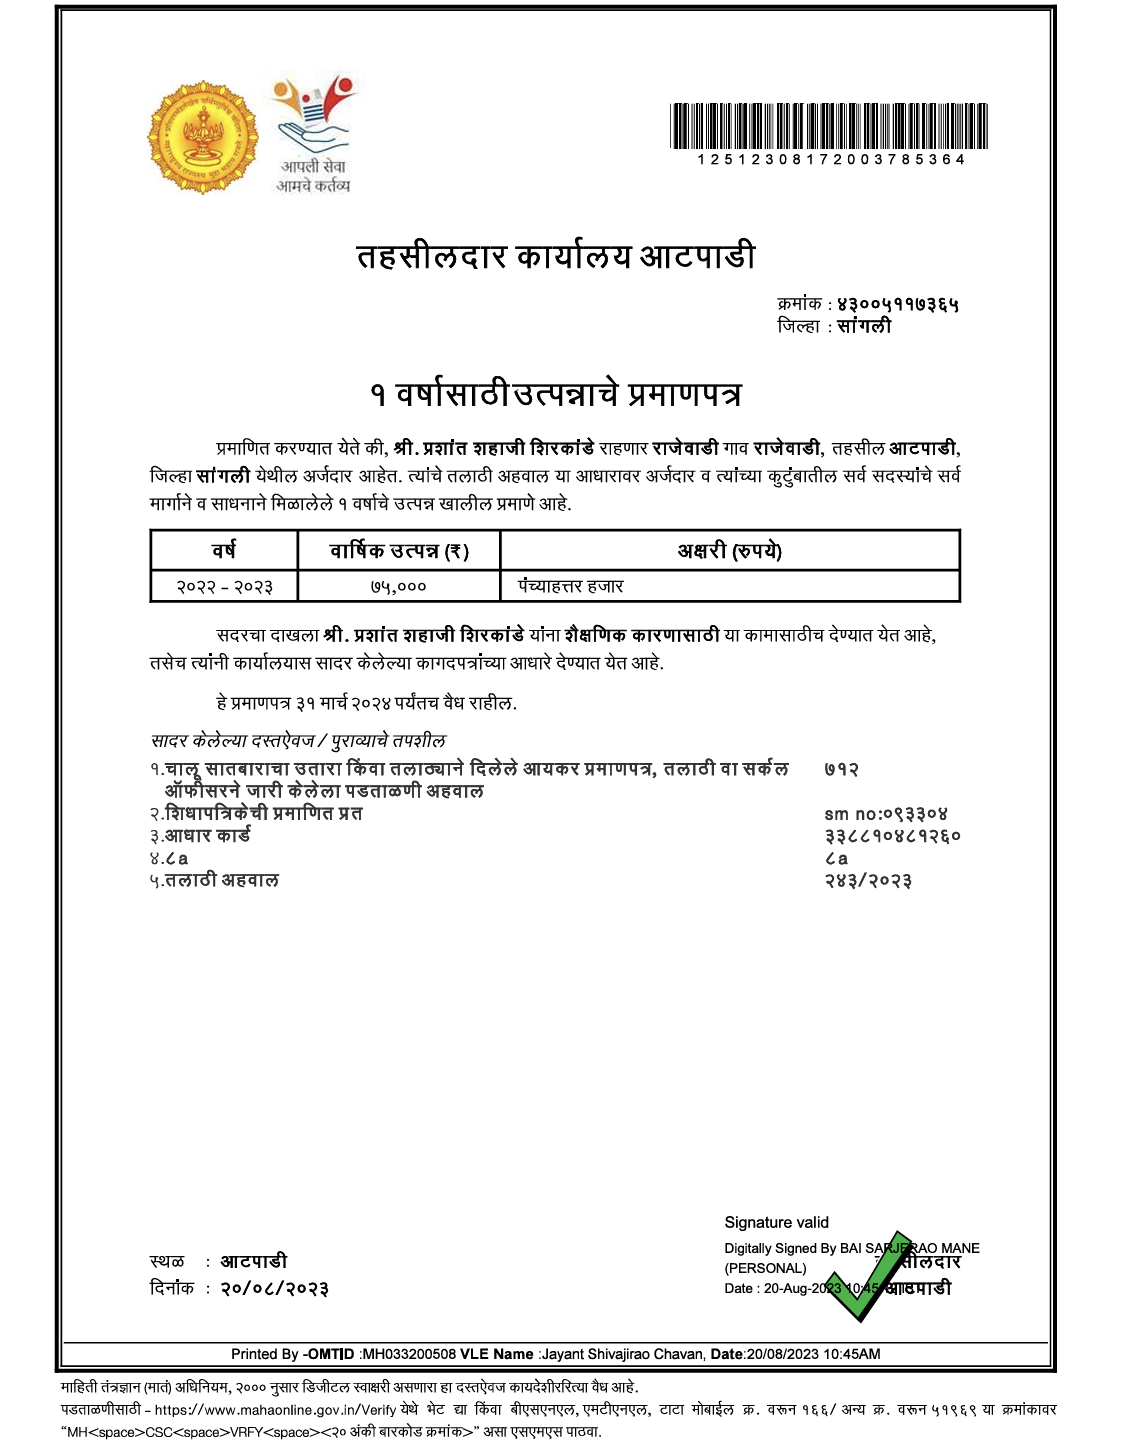 आपली सेवा
आमचे कर्तव्य
12512308172003785364
तहसीलदार कार्यालय आटपाडी
क्रमांक : ४३००५११७३६५
जिल्हा : सांगली
१ वर्षासाठी उत्पन्नाचे प्रमाणपत्र
प्रमाणित करण्यात येते की, श्री. प्रशांत शहाजी शिरकांडे राहणार राजेवाडी गाव राजेवाडी, तहसील आटपाडी,
जिल्हा सांगली येथील अर्जदार आहेत. त्यांचे तलाठी अहवाल या आधारावर अर्जदार व त्यांच्या कुटुंबातील सर्व सदस्यांचे सर्व
मार्गाने व साधनाने मिळालेले १ वर्षाचे उत्पन्न खालील प्रमाणे आहे.
वर्ष वार्षिक उत्पन्न (₹) अक्षरी (रुपये)
२०२२ - २०२३ ७५,००० पंच्याहत्तर हजार
सदरचा दाखला श्री. प्रशांत शहाजी शिरकांडे यांना शैक्षणिक कारणासाठी या कामासाठीच देण्यात येत आहे,
तसेच त्यांनी कार्यालयास सादर केलेल्या कागदपत्रांच्या आधारे देण्यात येत आहे.
हे प्रमाणपत्र ३१ मार्च २०२४ पर्यंतच वैध राहील.
सादर केलेल्या दस्तऐवज / पुराव्याचे तपशील
१.चालू सातबाराचा उतारा किंवा तलाठ्याने दिलेले आयकर प्रमाणपत्र, तलाठी वा सर्कल ७१२
ऑफीसरने जारी केलेला पडताळणी अहवाल
२.शिधापत्रिकेची प्रमाणित प्रत sm no:०९३३०४
३.आधार कार्ड ३३८८१०४८१२६०
४.८a ८a
५.तलाठी अहवाल २४३/२०२३
Signature valid
Digitally Signed By BAI SARJERAO MANE
(PERSONAL)
स्थळ : आटपाडी
Date : 20-Aug-2023 10:45
आटपाडी
दिनांक : २०/०८/२०२३
Printed By -OMTID :MH033200508 VLE Name :Jayant Shivajirao Chavan, Date:20/08/2023 10:45AM
माहिती तंत्रज्ञान (मातं) अधिनियम, २००० नुसार डिजीटल स्वाक्षरी असणारा हा दस्तऐवज कायदेशीररित्या वैध आहे.
पडताळणीसाठी - https://www.mahaonline.gov.in/Verify येथे भेट द्या किंवा बीएसएनएल, एमटीएनएल, टाटा मोबाईल क्र. वरून १६६/ अन्य क्र. वरून ५१९६९ या क्रमांकावर
“MH<space>CSC<space>VRFY<space><२० अंकी बारकोड क्रमांक>” असा एसएमएस पाठवा.